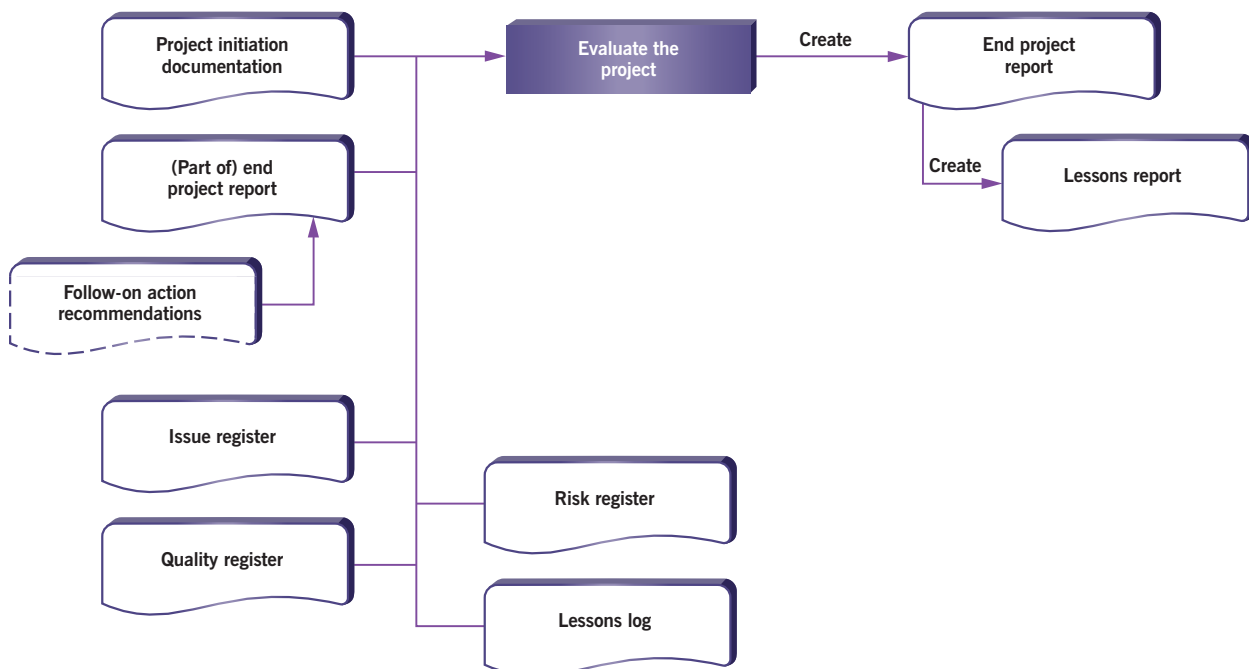 Project initiation
documentation
Evaluate the
project
Create
End project
report
(Part of) end
project report
Create
Lessons report
Follow-on action
recommendations
Issue register
Risk register
Quality register
Lessons log